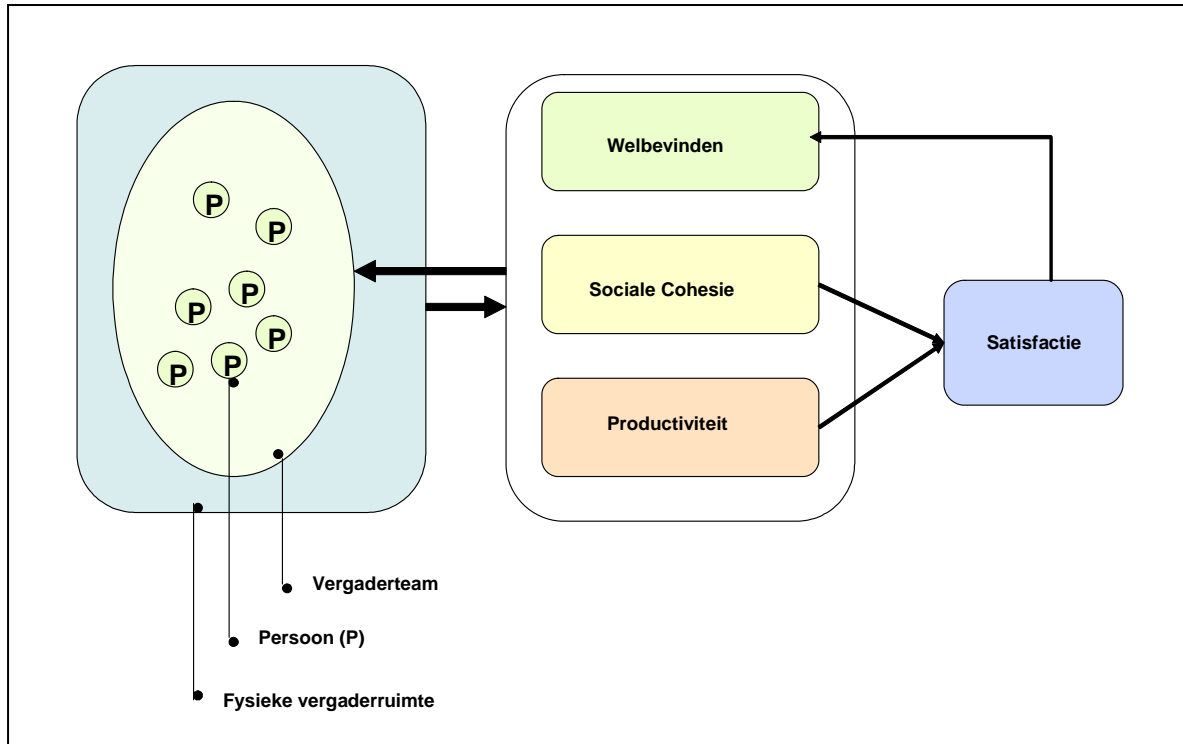 P
P
P
P
P
P
P
Welbevinden
Sociale Cohesie
Productiviteit
Satisfactie
Vergaderteam
Persoon (P)
Fysieke vergaderruimte